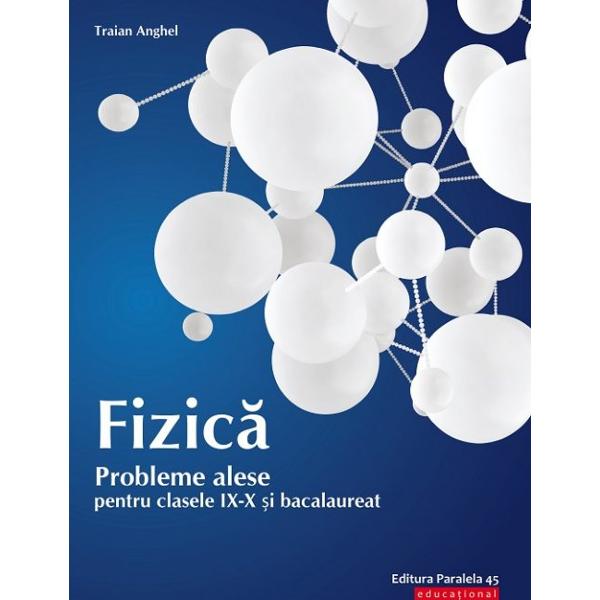 Traian Anghel
Fizică
Probleme alese
pentru clasele IX-X și bacalaureat
Editura Paralela 45
educațional